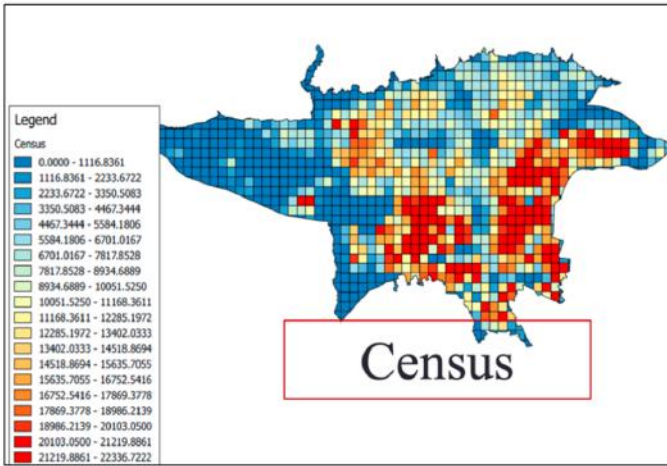 Legend
Census
0.0000 - 1116.8361
1116.8361 - 2233.6722
2233.6722 - 3350.5083
3350.5083 - 4467.3444
4467.3444 - 5584.1806
5584.1806 - 6701.0167
6701.0167 - 7817.8528
7817.8528 - 8934.6889
8934.6889 - 10051.5250
10051.5250 - 11168.3611
11168.3611 - 12285.1972
12285.1972 - 13402.0333
13402.0333 - 14518.8694
14518.8694 - 15635.7055
15635.7055 - 16752.5416
16752.5416 - 17869.3778
17869.3778 - 18986.2139
18986.2139 - 20103.0500
20103.0500 - 21219.8861
21219.8861 - 22336.7222
Census